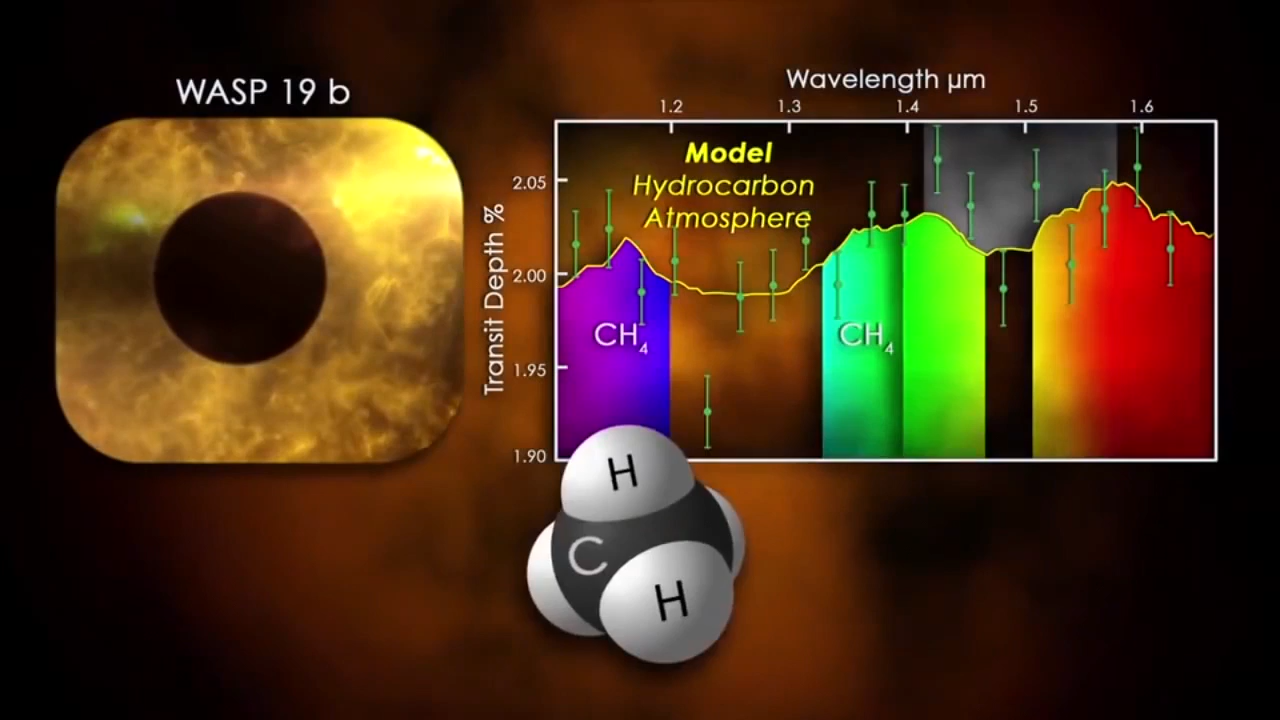 WASP 19 b
Wavelength µm
1.2 1.3 1.4 1.5 1.6
Transit Depth %
2.05
2.00
1.95
1.90
Model
Hydrocarbon
Atmosphere
CH₄
CH₄
H
C
H